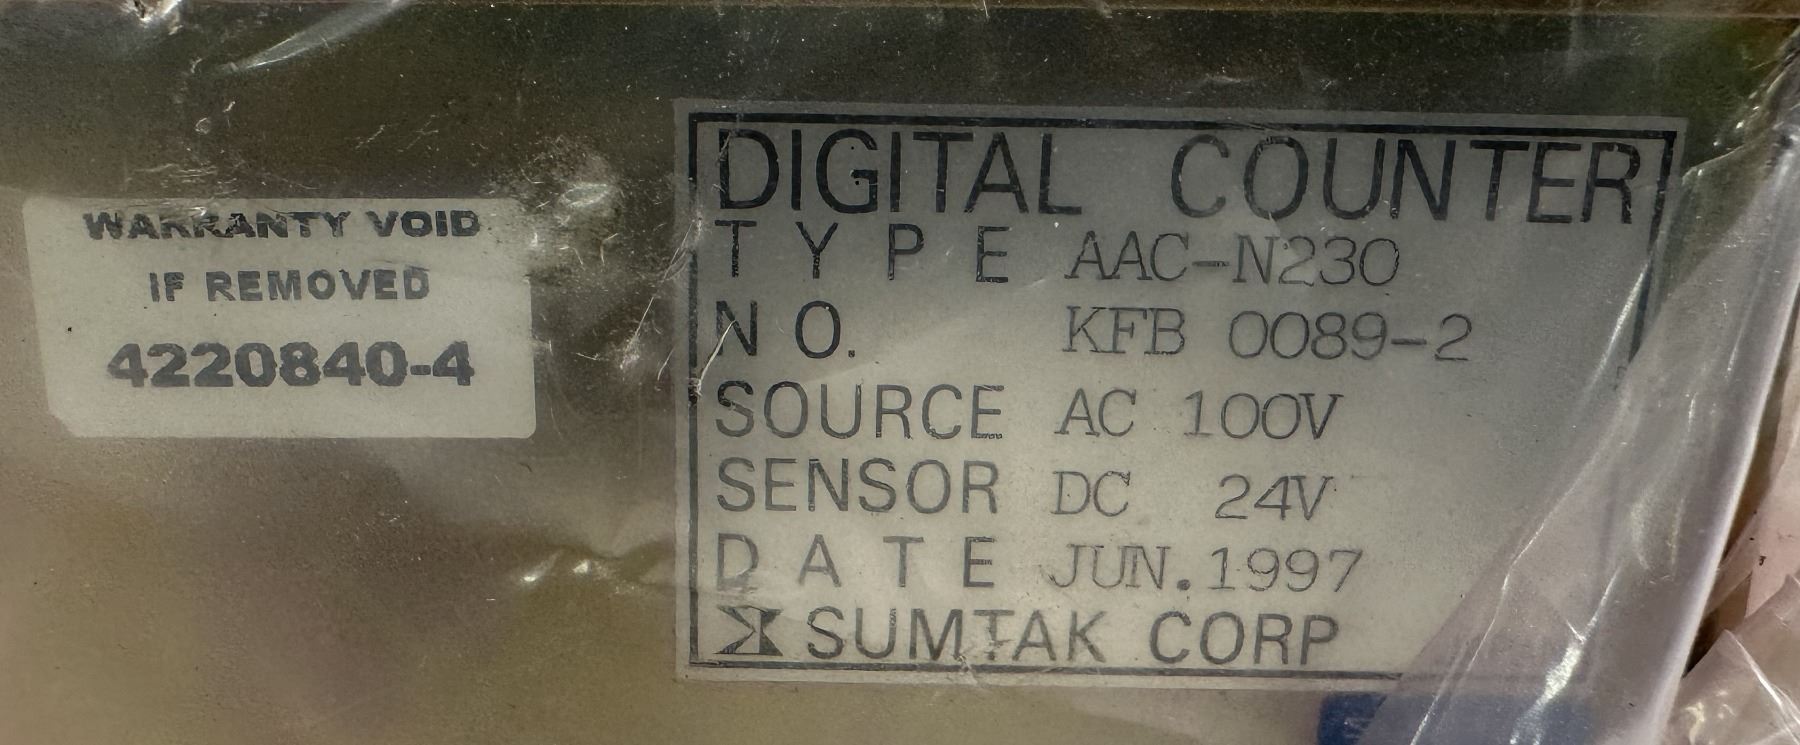 WARRANTY VOID
IF REMOVED
4220840-4
DIGITAL COUNTER
TYPE AAC-N230
NO. KFB 0089-2
SOURCE AC 100V
SENSOR DC 24V
DATE JUN.1997
SUMTAK CORP